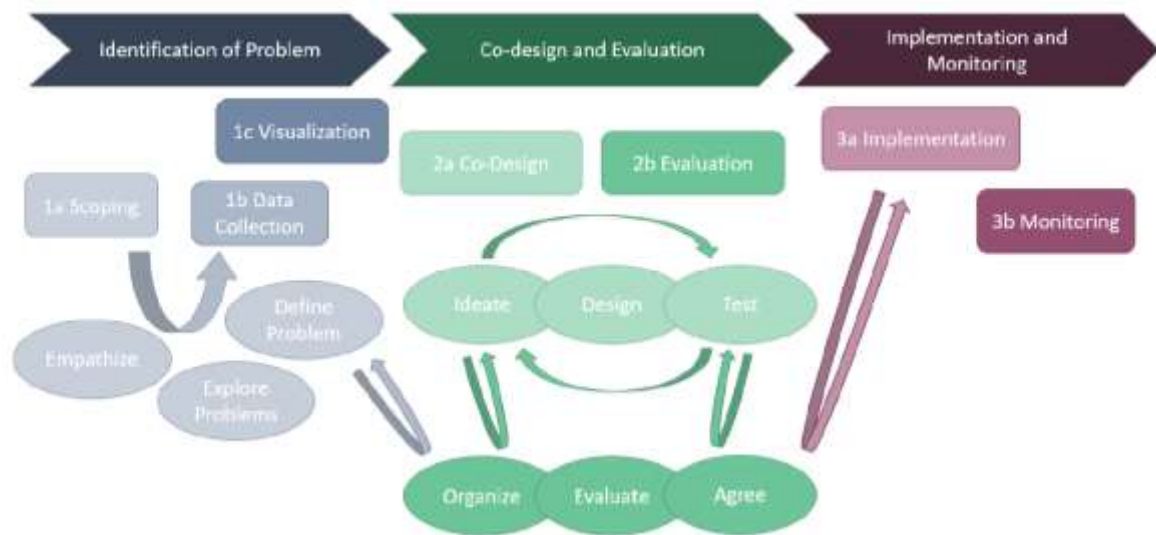 Identification of Problem
Co-design and Evaluation
Implementation and
Monitoring
1c Visualization
1a Scoping
1b Data
Collection
2a Co-Design
2b Evaluation
3a Implementation
3b Monitoring
Empathize
Explore
Problems
Define
Problem
Ideate
Design
Test
Organize
Evaluate
Agree